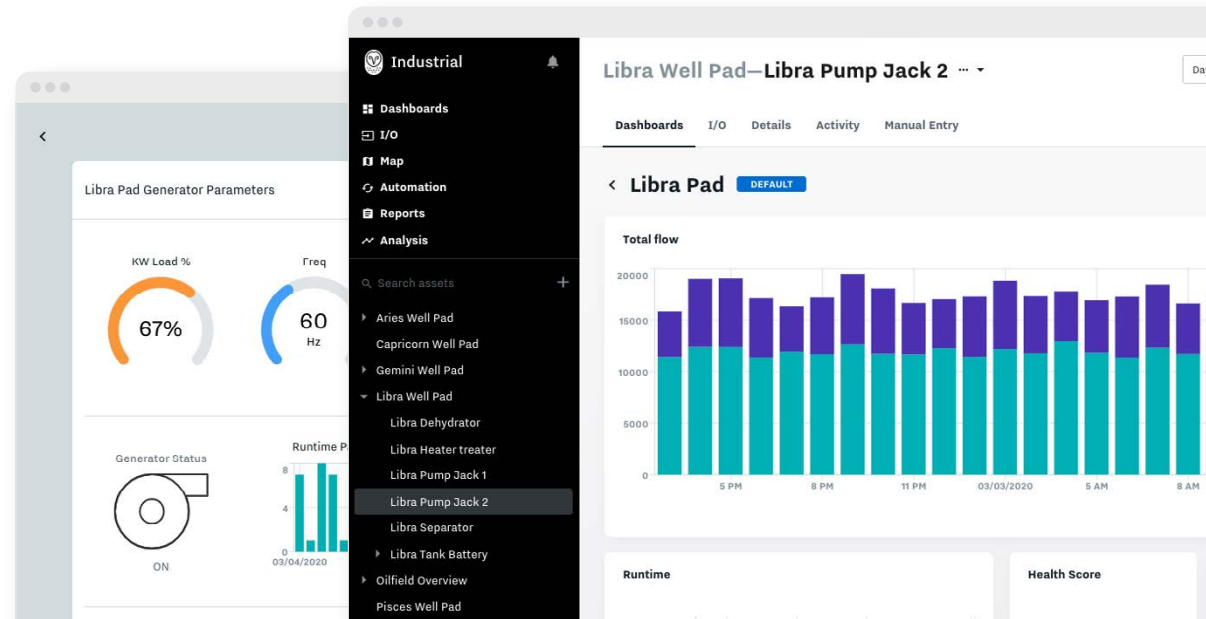 Libra Pad Generator Parameters
KW Load %
67%
Freq
60
Hz
Generator Status
ON
Runtime P
8
4
0
03/04/2020
Industrial
Dashboards
I/O
Map
Automation
Reports
Analysis
Search assets
Aries Well Pad
Capricorn Well Pad
Gemini Well Pad
Libra Well Pad
Libra Dehydrator
Libra Heater treater
Libra Pump Jack 1
Libra Pump Jack 2
Libra Separator
Libra Tank Battery
Oilfield Overview
Pisces Well Pad
Libra Well Pad—Libra Pump Jack 2
Da
Dashboards I/O Details Activity Manual Entry
Libra Pad DEFAULT
Total flow
20000
15000
10000
5000
0
5 PM 8 PM 11 PM 03/03/2020 5 AM 8 AM
Runtime
Health Score